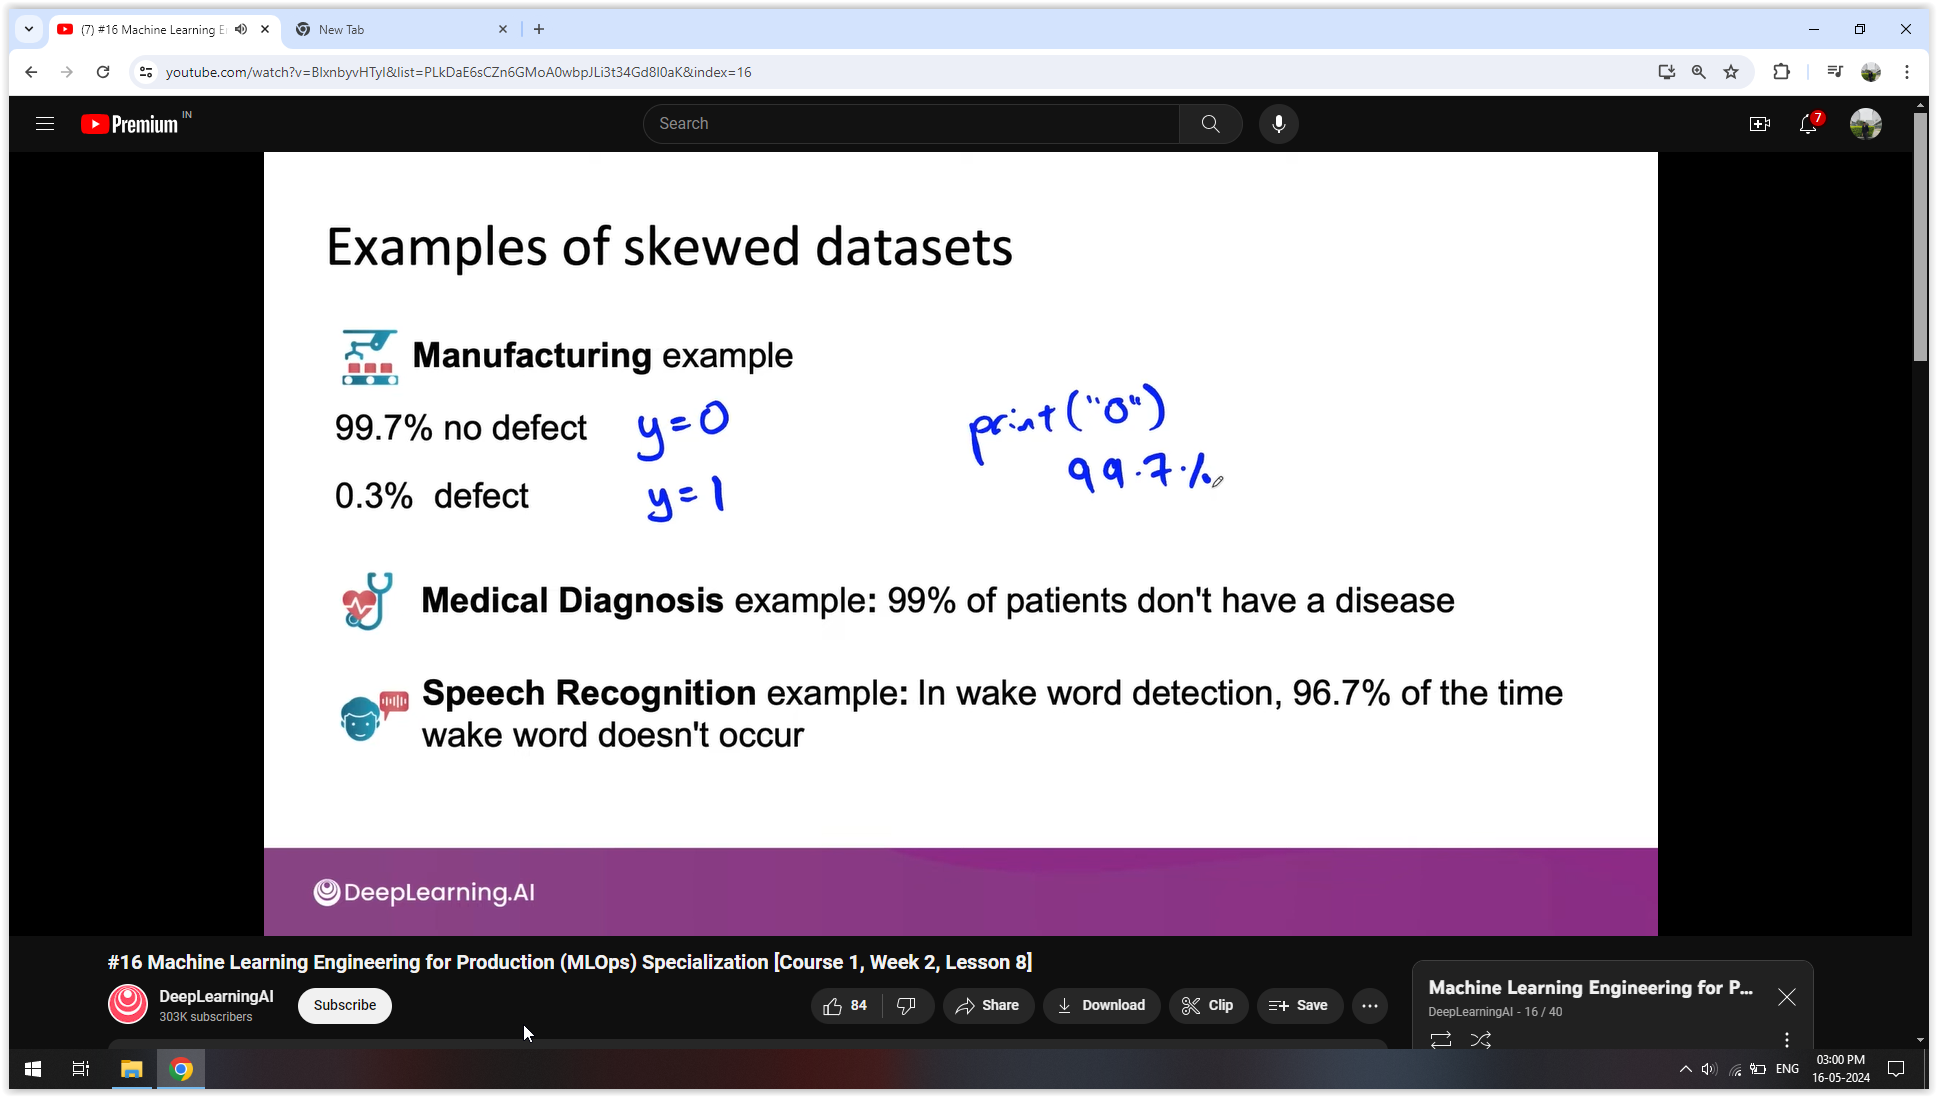 (7) #16 Machine Learning E
New Tab
youtube.com/watch?v=BlxnbyvHTyI&list=PLkDaE6sCZn6GMoA0wbpJLi3t34Gd8l0aK&index=16
Premium IN
Search
7
Examples of skewed datasets
Manufacturing example
99.7% no defect y=0 print("0")
99.7%
0.3% defect y=1
Medical Diagnosis example: 99% of patients don't have a disease
Speech Recognition example: In wake word detection, 96.7% of the time
wake word doesn't occur
DeepLearning.AI
#16 Machine Learning Engineering for Production (MLOps) Specialization [Course 1, Week 2, Lesson 8]
DeepLearningAI
303K subscribers
Subscribe
84
Share
Download
Clip
Save
Machine Learning Engineering for P...
DeepLearningAI - 16 / 40
ENG
03:00 PM
16-05-2024